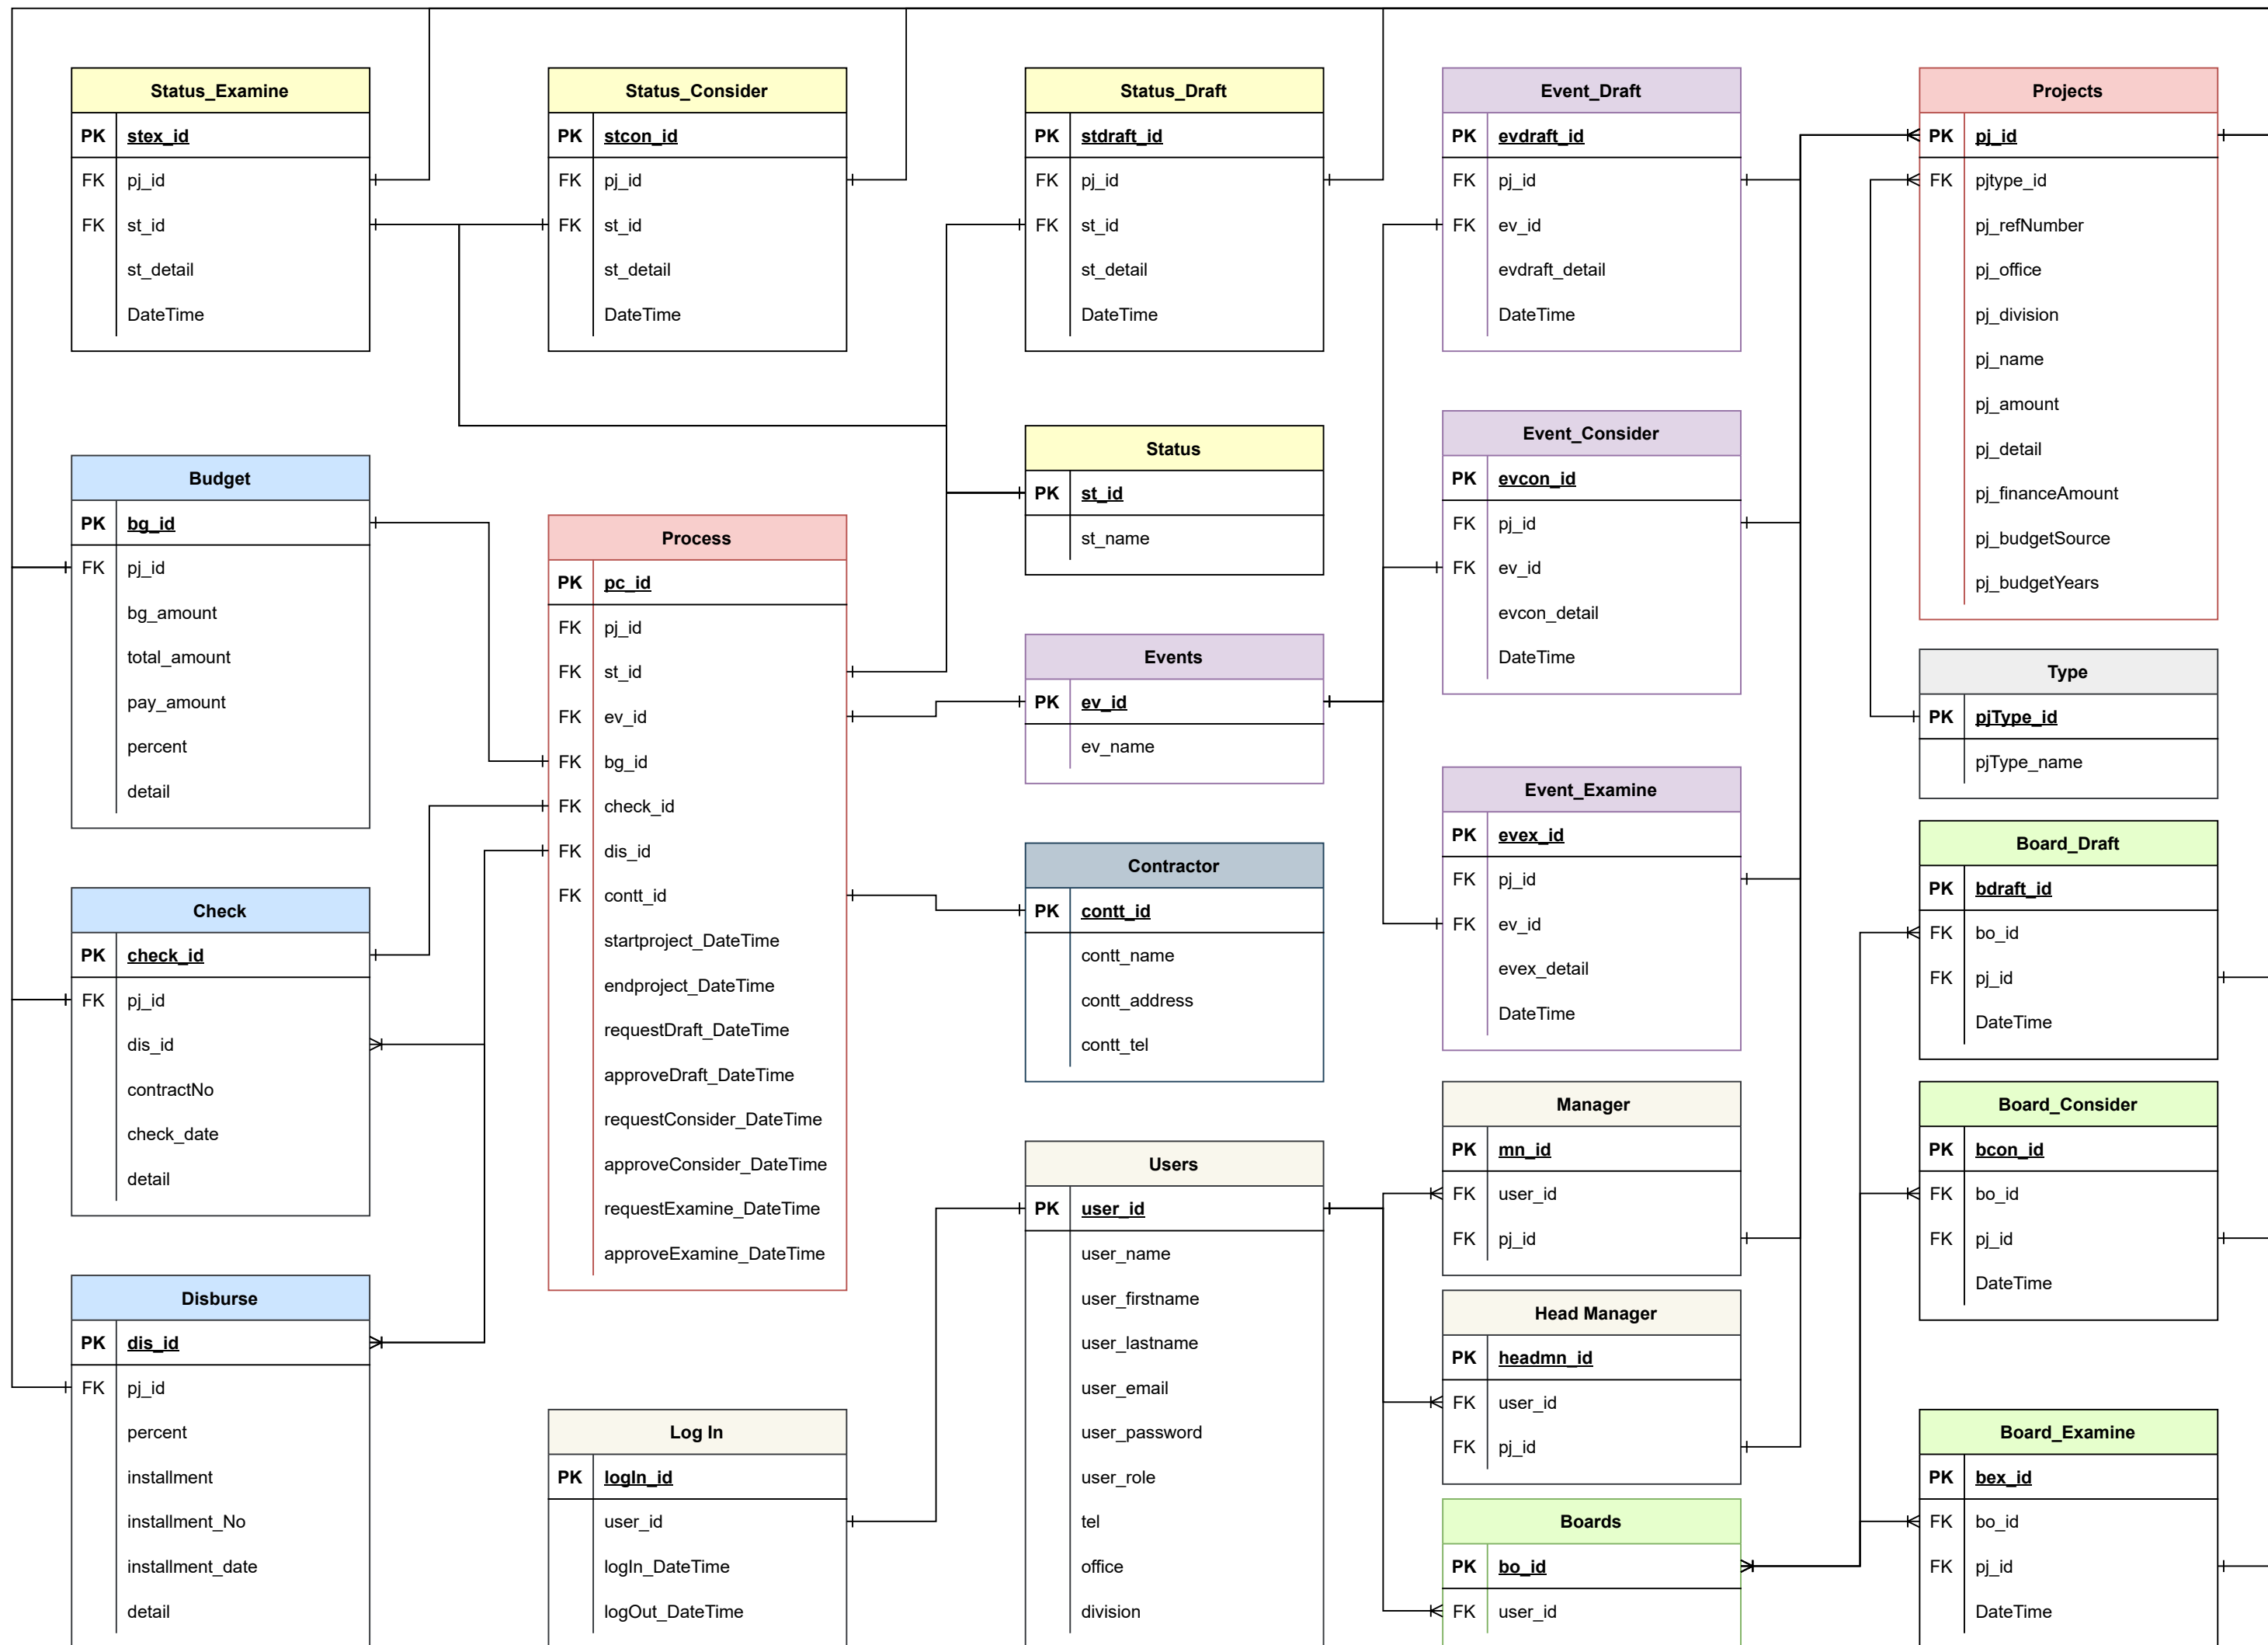 Status_Examine
PK stex_id
FK pj_id
FK st_id
st_detail
DateTime
Status_Consider
PK stcon_id
FK pj_id
FK st_id
st_detail
DateTime
Status_Draft
PK stdraft_id
FK pj_id
FK st_id
st_detail
DateTime
Event_Draft
PK evdraft_id
FK pj_id
FK ev_id
evdraft_detail
DateTime
Projects
PK pj_id
FK pjtype_id
pj_refNumber
pj_office
pj_division
pj_name
pj_amount
pj_detail
pj_financeAmount
pj_budgetSource
pj_budgetYears
Budget
PK bg_id
FK pj_id
bg_amount
total_amount
pay_amount
percent
detail
Process
PK pc_id
FK pj_id
FK st_id
FK ev_id
FK bg_id
FK check_id
FK dis_id
FK contt_id
startproject_DateTime
endproject_DateTime
requestDraft_DateTime
approveDraft_DateTime
requestConsider_DateTime
approveConsider_DateTime
requestExamine_DateTime
approveExamine_DateTime
Status
PK st_id
st_name
Events
PK ev_id
ev_name
Event_Consider
PK evcon_id
FK pj_id
FK ev_id
evcon_detail
DateTime
Type
PK pjType_id
pjType_name
Check
PK check_id
FK pj_id
dis_id
contractNo
check_date
detail
Contractor
PK contt_id
contt_name
contt_address
contt_tel
Event_Examine
PK evex_id
FK pj_id
FK ev_id
evex_detail
DateTime
Board_Draft
PK bdraft_id
FK bo_id
FK pj_id
DateTime
Disburse
PK dis_id
FK pj_id
percent
installment
installment_No
installment_date
detail
Log In
PK logIn_id
user_id
logIn_DateTime
logOut_DateTime
Users
PK user_id
user_name
user_firstname
user_lastname
user_email
user_password
user_role
tel
office
division
Manager
PK mn_id
FK user_id
FK pj_id
Head Manager
PK headmn_id
FK user_id
FK pj_id
Boards
PK bo_id
FK user_id
Board_Consider
PK bcon_id
FK bo_id
FK pj_id
DateTime
Board_Examine
PK bex_id
FK bo_id
FK pj_id
DateTime